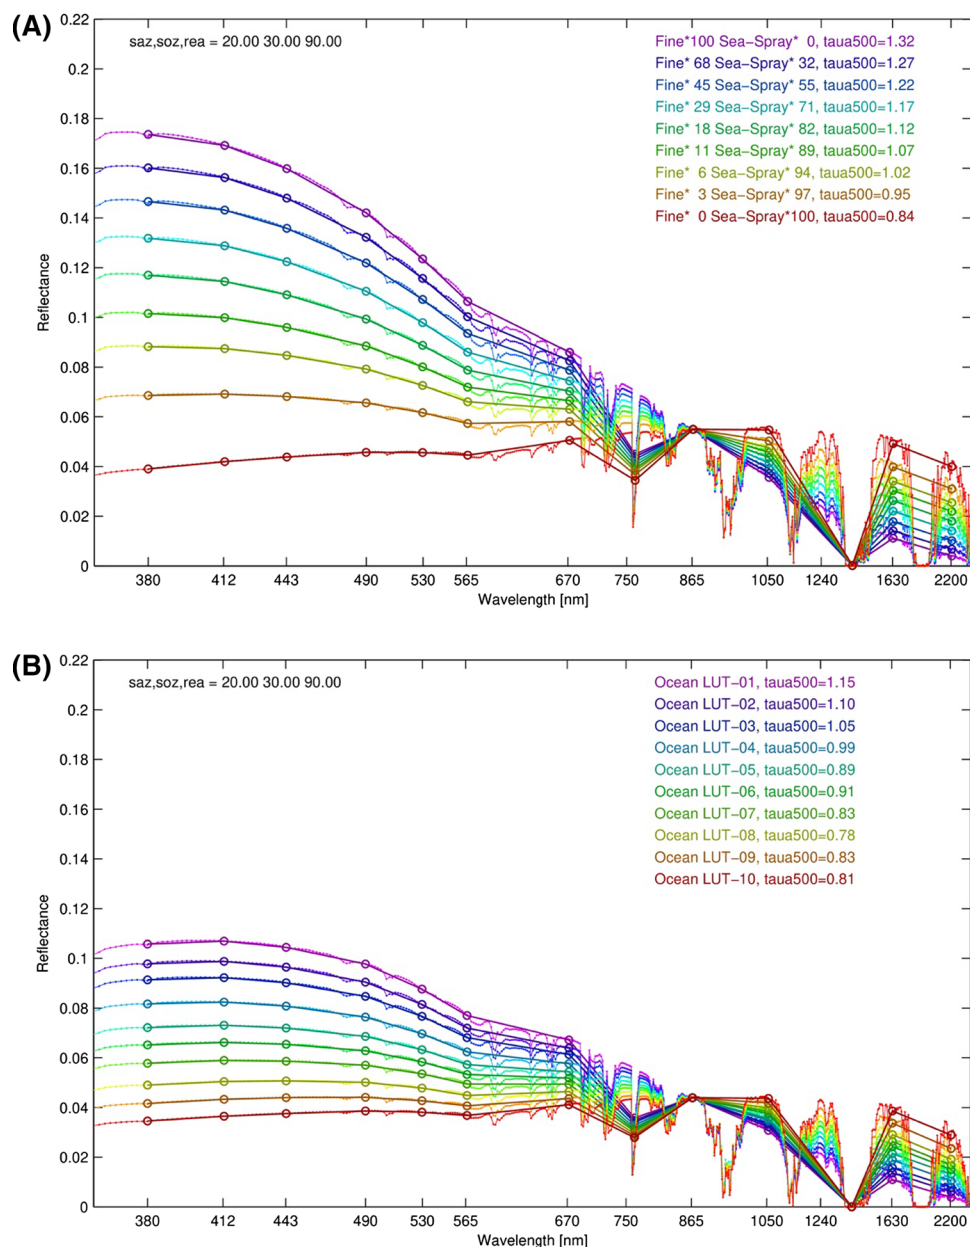 (A)
0.22
0.2
0.18
0.16
0.14
0.12
0.1
0.08
0.06
0.04
0.02
0
Reflectance
saz,soz,rea = 20.00 30.00 90.00
Fine*100 Sea-Spray* 0, taua500=1.32
Fine* 68 Sea-Spray* 32, taua500=1.27
Fine* 45 Sea-Spray* 55, taua500=1.22
Fine* 29 Sea-Spray* 71, taua500=1.17
Fine* 18 Sea-Spray* 82, taua500=1.12
Fine* 11 Sea-Spray* 89, taua500=1.07
Fine* 6 Sea-Spray* 94, taua500=1.02
Fine* 3 Sea-Spray* 97, taua500=0.95
Fine* 0 Sea-Spray*100, taua500=0.84
380 412 443 490 530 565 670 750 865 1050 1240 1630 2200
Wavelength [nm]
(B)
0.22
0.2
0.18
0.16
0.14
0.12
0.1
0.08
0.06
0.04
0.02
0
Reflectance
saz,soz,rea = 20.00 30.00 90.00
Ocean LUT-01, taua500=1.15
Ocean LUT-02, taua500=1.10
Ocean LUT-03, taua500=1.05
Ocean LUT-04, taua500=0.99
Ocean LUT-05, taua500=0.89
Ocean LUT-06, taua500=0.91
Ocean LUT-07, taua500=0.83
Ocean LUT-08, taua500=0.78
Ocean LUT-09, taua500=0.83
Ocean LUT-10, taua500=0.81
380 412 443 490 530 565 670 750 865 1050 1240 1630 2200
Wavelength [nm]